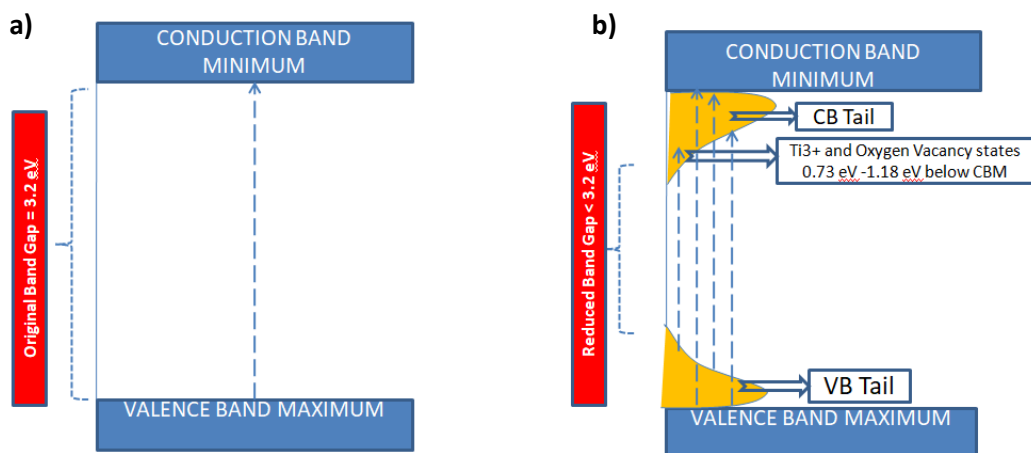 a)
CONDUCTION BAND
MINIMUM
Original Band Gap = 3.2 eV
VALENCE BAND MAXIMUM
b)
CONDUCTION BAND
MINIMUM
CB Tail
Ti3+ and Oxygen Vacancy states
0.73 eV -1.18 eV below CBM
Reduced Band Gap < 3.2 eV
VB Tail
VALENCE BAND MAXIMUM